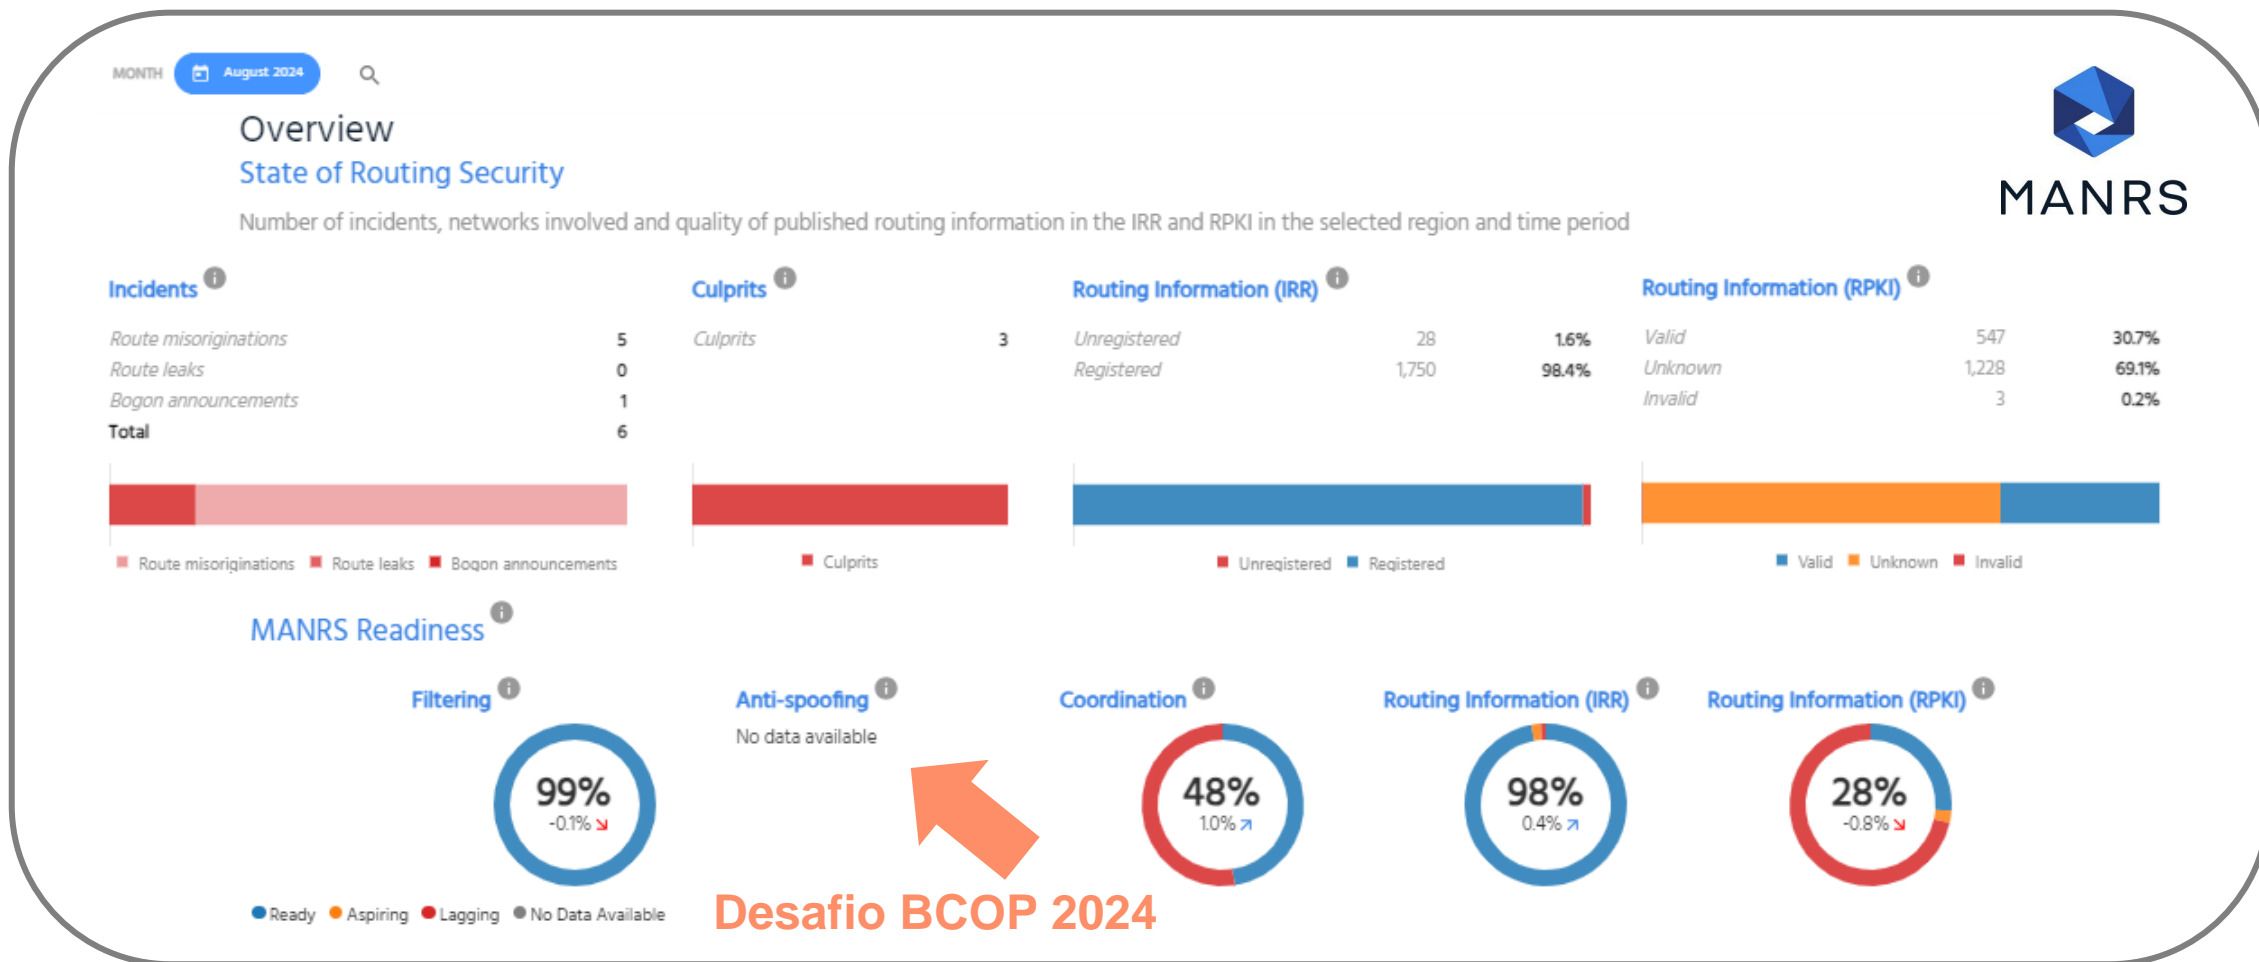 MONTH August 2024
MANRS
Overview
State of Routing Security
Number of incidents, networks involved and quality of published routing information in the IRR and RPKI in the selected region and time period
Incidents
Route misoriginations 5
Route leaks 0
Bogon announcements 1
Total 6
Route misoriginations Route leaks Bogon announcements
Culprits
Culprits 3
Culprits
Routing Information (IRR)
Unregistered 28 1.6%
Registered 1,750 98.4%
Unregistered Registered
Routing Information (RPKI)
Valid 547 30.7%
Unknown 1,228 69.1%
Invalid 3 0.2%
Valid Unknown Invalid
MANRS Readiness
Filtering
99%
-0.1%
Anti-spoofing
No data available
Coordination
48%
1.0%
Routing Information (IRR)
98%
0.4%
Routing Information (RPKI)
28%
-0.8%
Ready Aspiring Lagging No Data Available
Desafio BCOP 2024